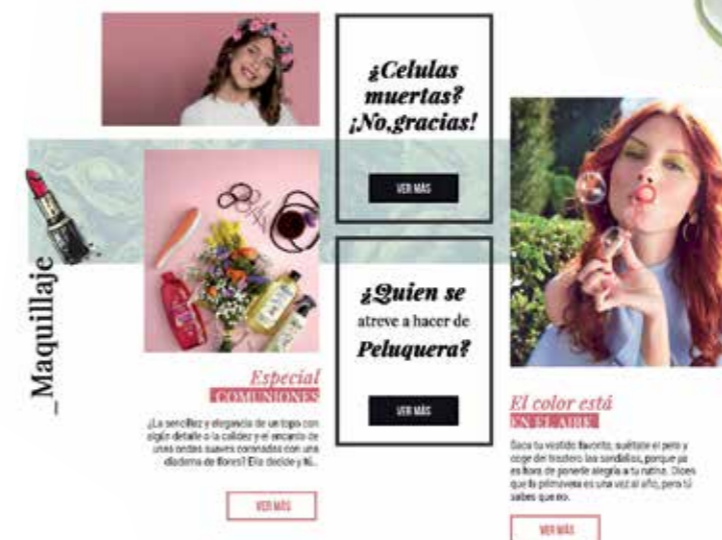 _Maquillaje
¿Celulas
muertas?
¡No,gracias!
VER MÁS
¿Quien se
atreve a hacer de
Peluquera?
VER MÁS
Especial
COMUNIONES
¿La sencillez y elegancia de un topo con
algún detalle o la calidez y el encanto de
unas ondas suaves coronadas con una
diadema de flores? Ella decide y tú..
VER MÁS
El color está
EN EL AIRE
Saca tu vestido favorito, suéltate el pelo y
coge del trastero las sandalias, porque ya
es hora de ponerle alegría a tu rutina. Dicen
que la primavera es una vez al año, pero tú
sabes que no.
VER MÁS